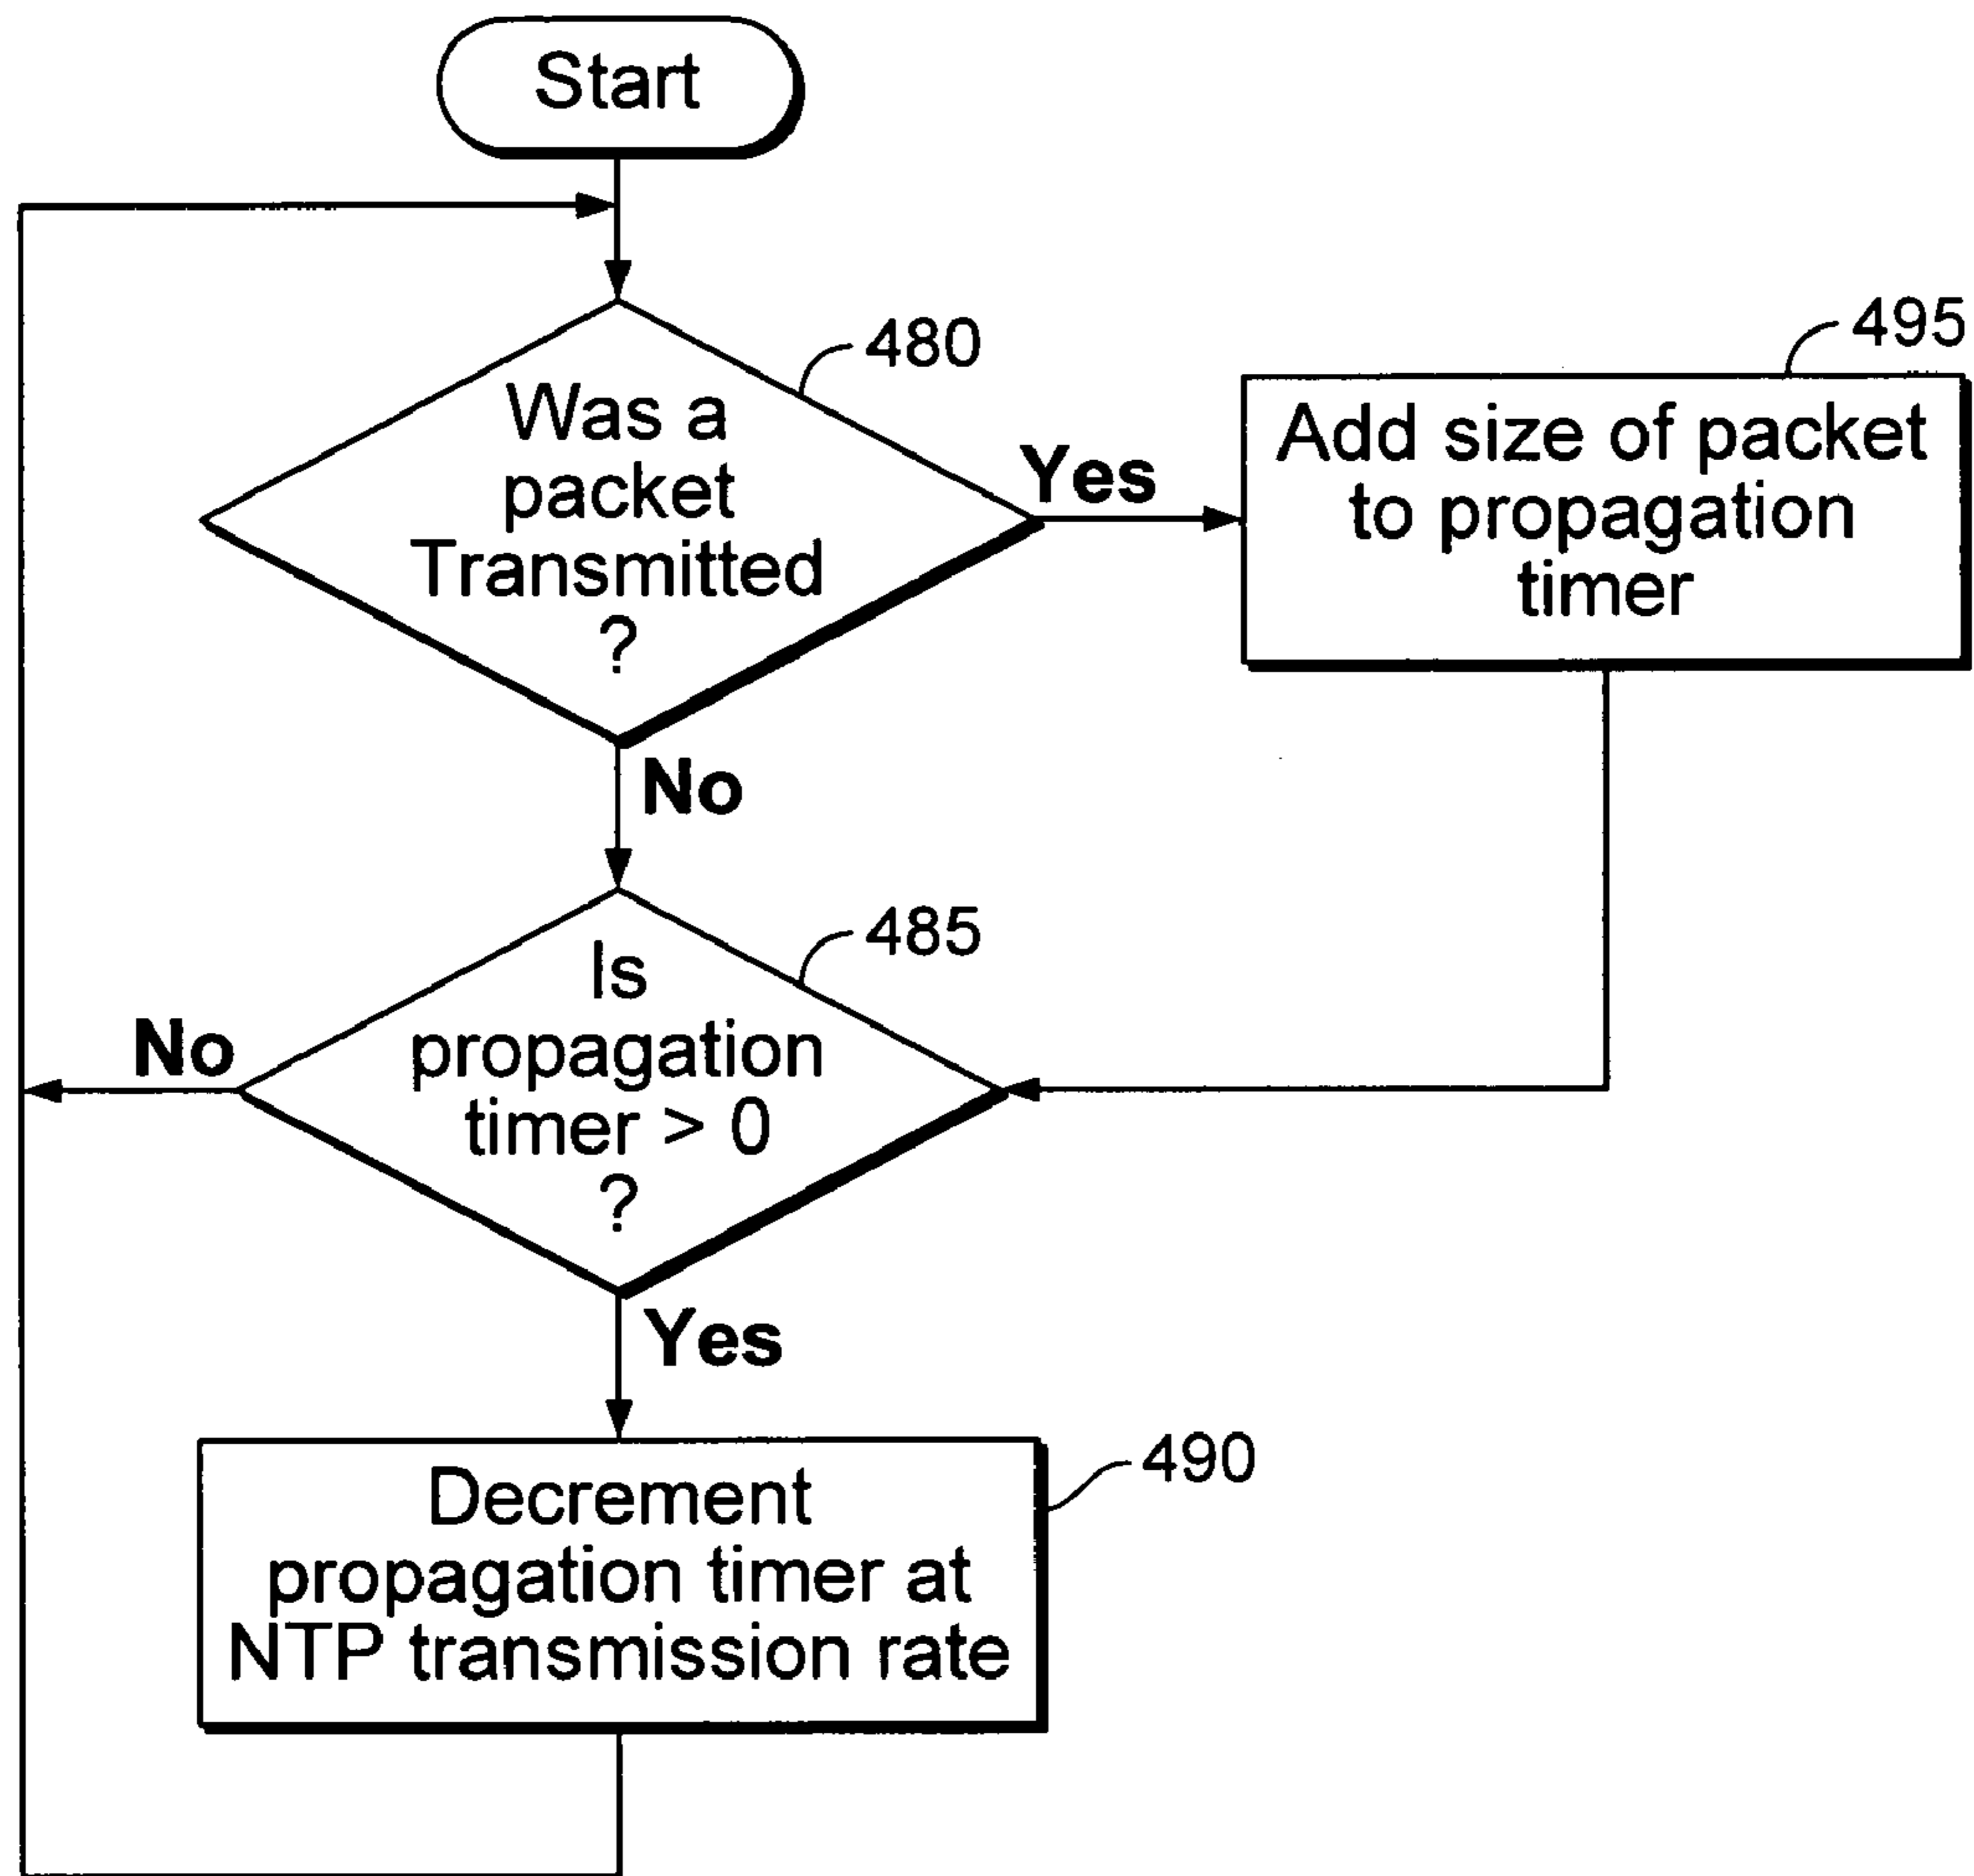 Start
480
Was a
packet
Transmitted
?
Yes
495
Add size of packet
to propagation
timer
No
485
Is
propagation
timer > 0
?
No
Yes
490
Decrement
propagation timer at
NTP transmission rate